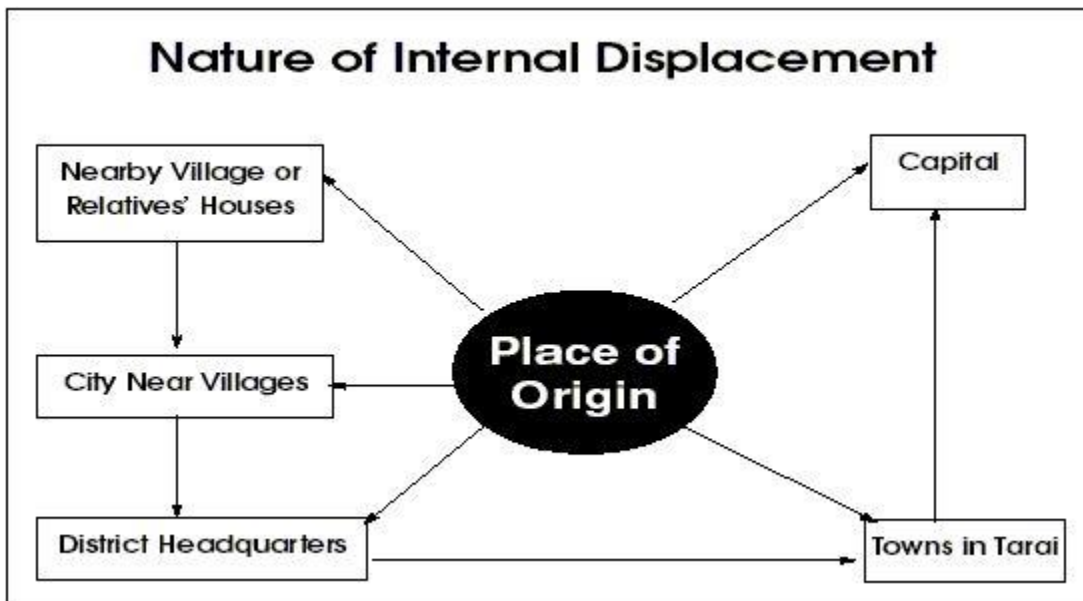 Nature of Internal Displacement
Nearby Village or
Relatives' Houses
Capital
Place of
Origin
City Near Villages
District Headquarters
Towns in Tarai